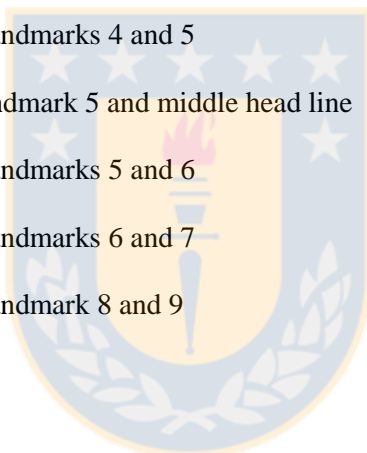 ndmarks 4 and 5
ndmark 5 and middle head line
ndmarks 5 and 6
ndmarks 6 and 7
ndmark 8 and 9